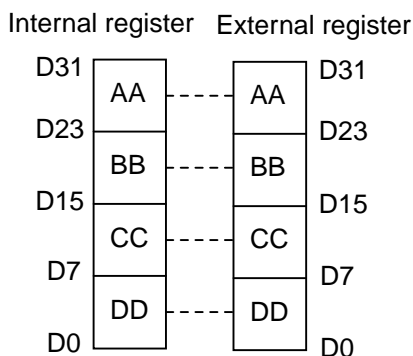 Internal register External register
D31 D31
AA AA
D23 D23
BB BB
D15 D15
CC CC
D7 D7
DD DD
D0 D0